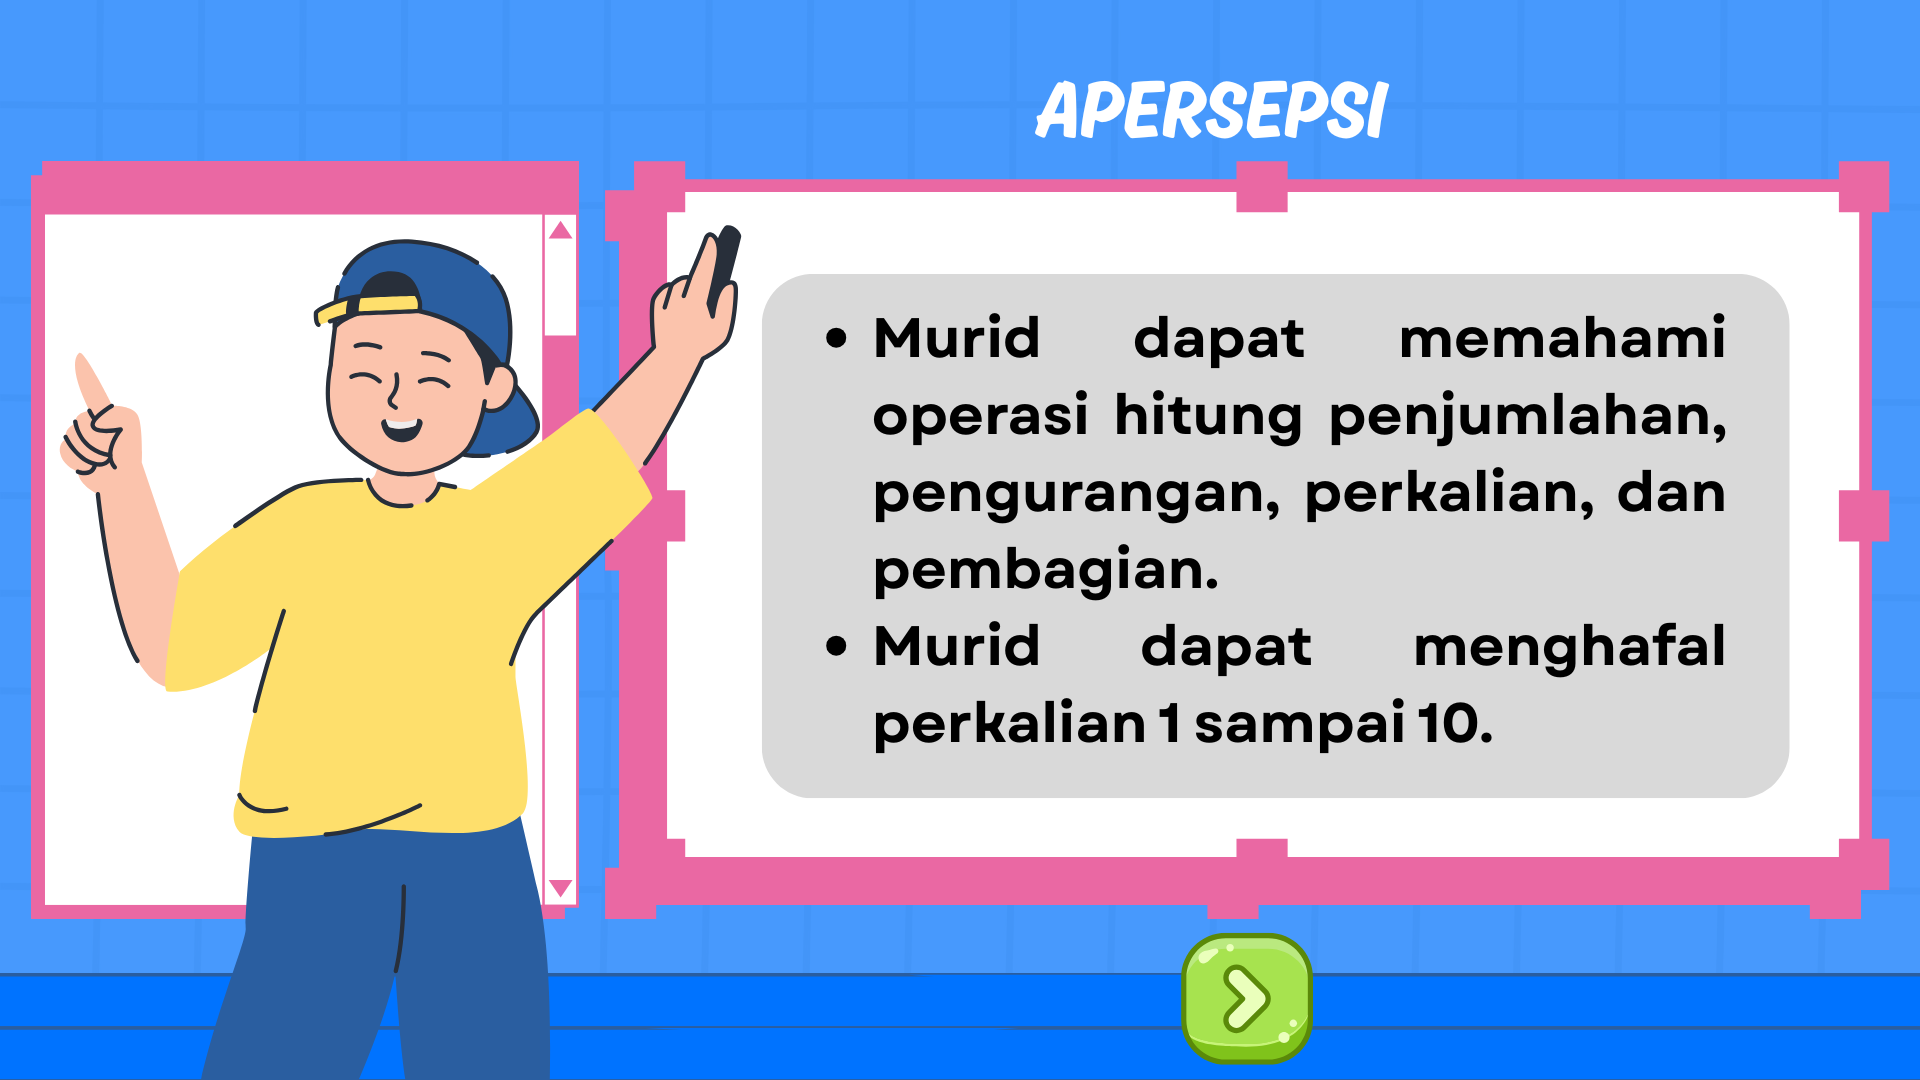 APERSEPSI
• Murid dapat memahami
operasi hitung penjumlahan,
pengurangan, perkalian, dan
pembagian.
• Murid dapat menghafal
perkalian 1 sampai 10.